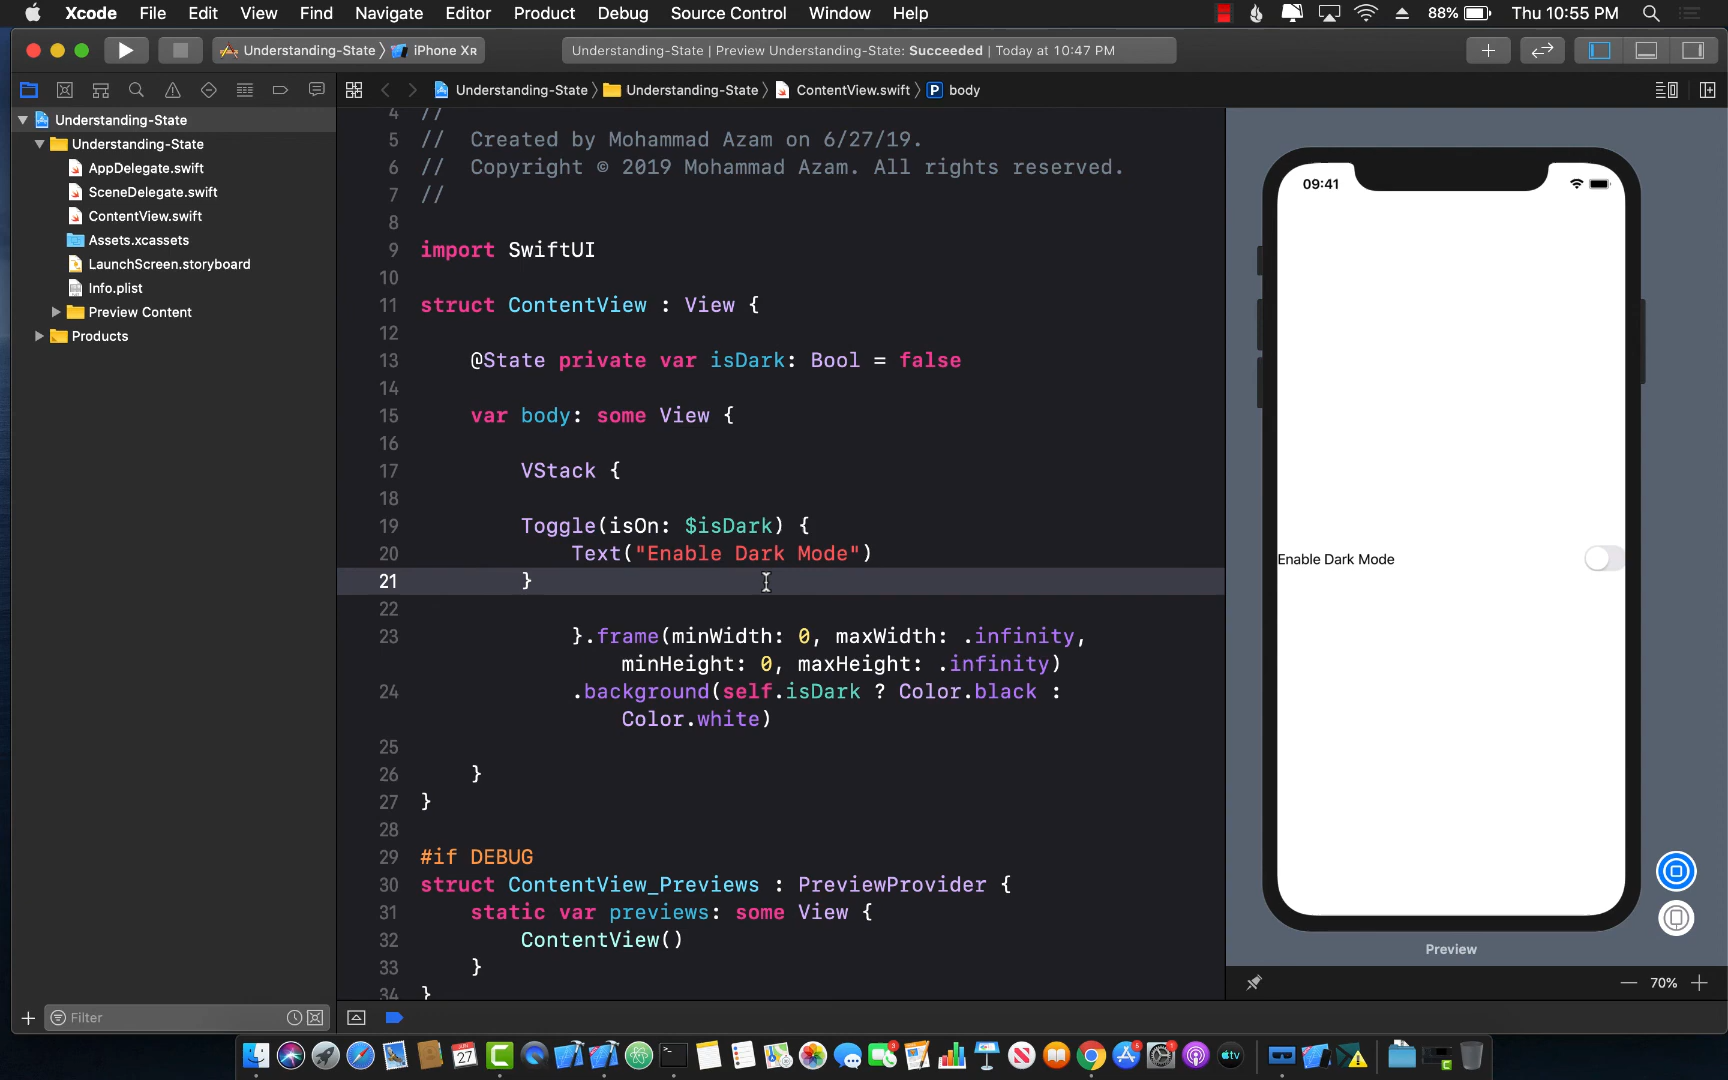 Xcode File Edit View Find Navigate Editor Product Debug Source Control Window Help 88% Thu 10:55 PM
Understanding-State iPhone XR Understanding-State | Preview Understanding-State: Succeeded | Today at 10:47 PM
Understanding-State Understanding-State ContentView.swift P body
Understanding-State
Understanding-State
AppDelegate.swift
SceneDelegate.swift
ContentView.swift
Assets.xcassets
LaunchScreen.storyboard
Info.plist
Preview Content
Products
Filter
4 //
5 // Created by Mohammad Azam on 6/27/19.
6 // Copyright © 2019 Mohammad Azam. All rights reserved.
7 //
8
9 import SwiftUI
10
11 struct ContentView : View {
12
13 @State private var isDark: Bool = false
14
15 var body: some View {
16
17 VStack {
18
19 Toggle(isOn: $isDark) {
20 Text("Enable Dark Mode")
21 }
22
23 }.frame(minWidth: 0, maxWidth: .infinity,
minHeight: 0, maxHeight: .infinity)
24 .background(self.isDark ? Color.black :
Color.white)
25
26 }
27 }
28
29 #if DEBUG
30 struct ContentView_Previews : PreviewProvider {
31 static var previews: some View {
32 ContentView()
33 }
34 }
09:41
Enable Dark Mode
Preview
70%
27
3
5
1
tv